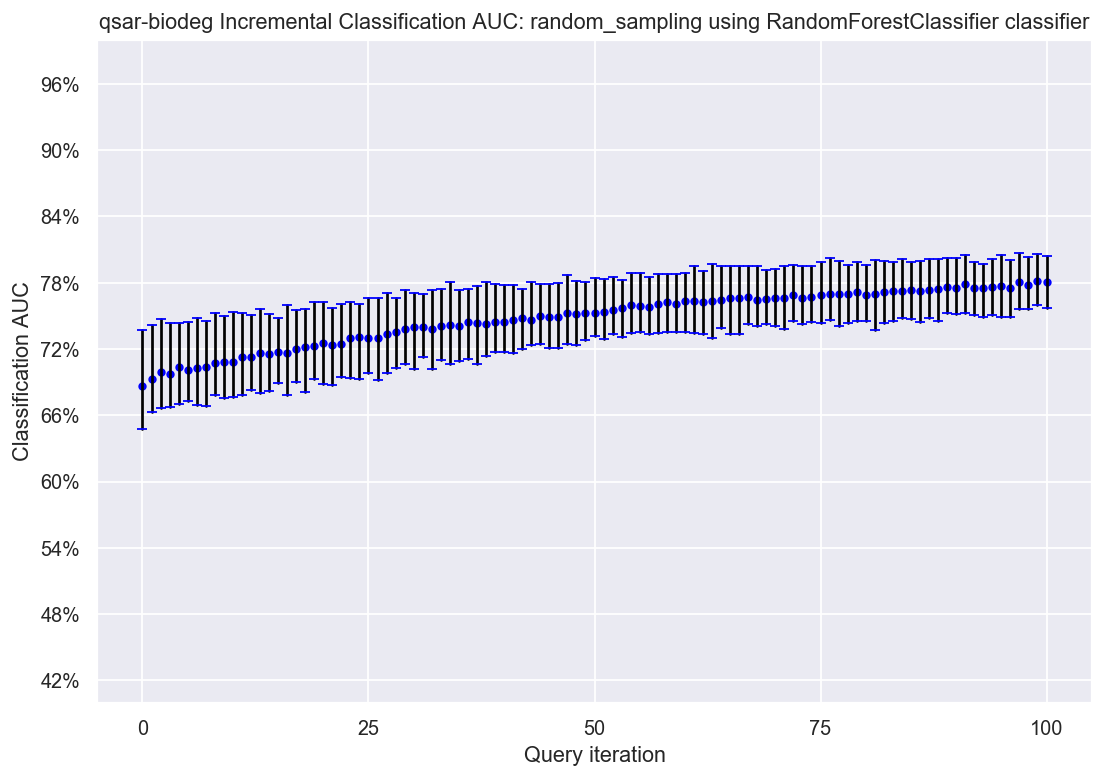 qsar-biodeg Incremental Classification AUC: random_sampling using RandomForestClassifier classifier
96%
90%
84%
78%
72%
66%
60%
54%
48%
42%
Classification AUC
0 25 50 75 100
Query iteration